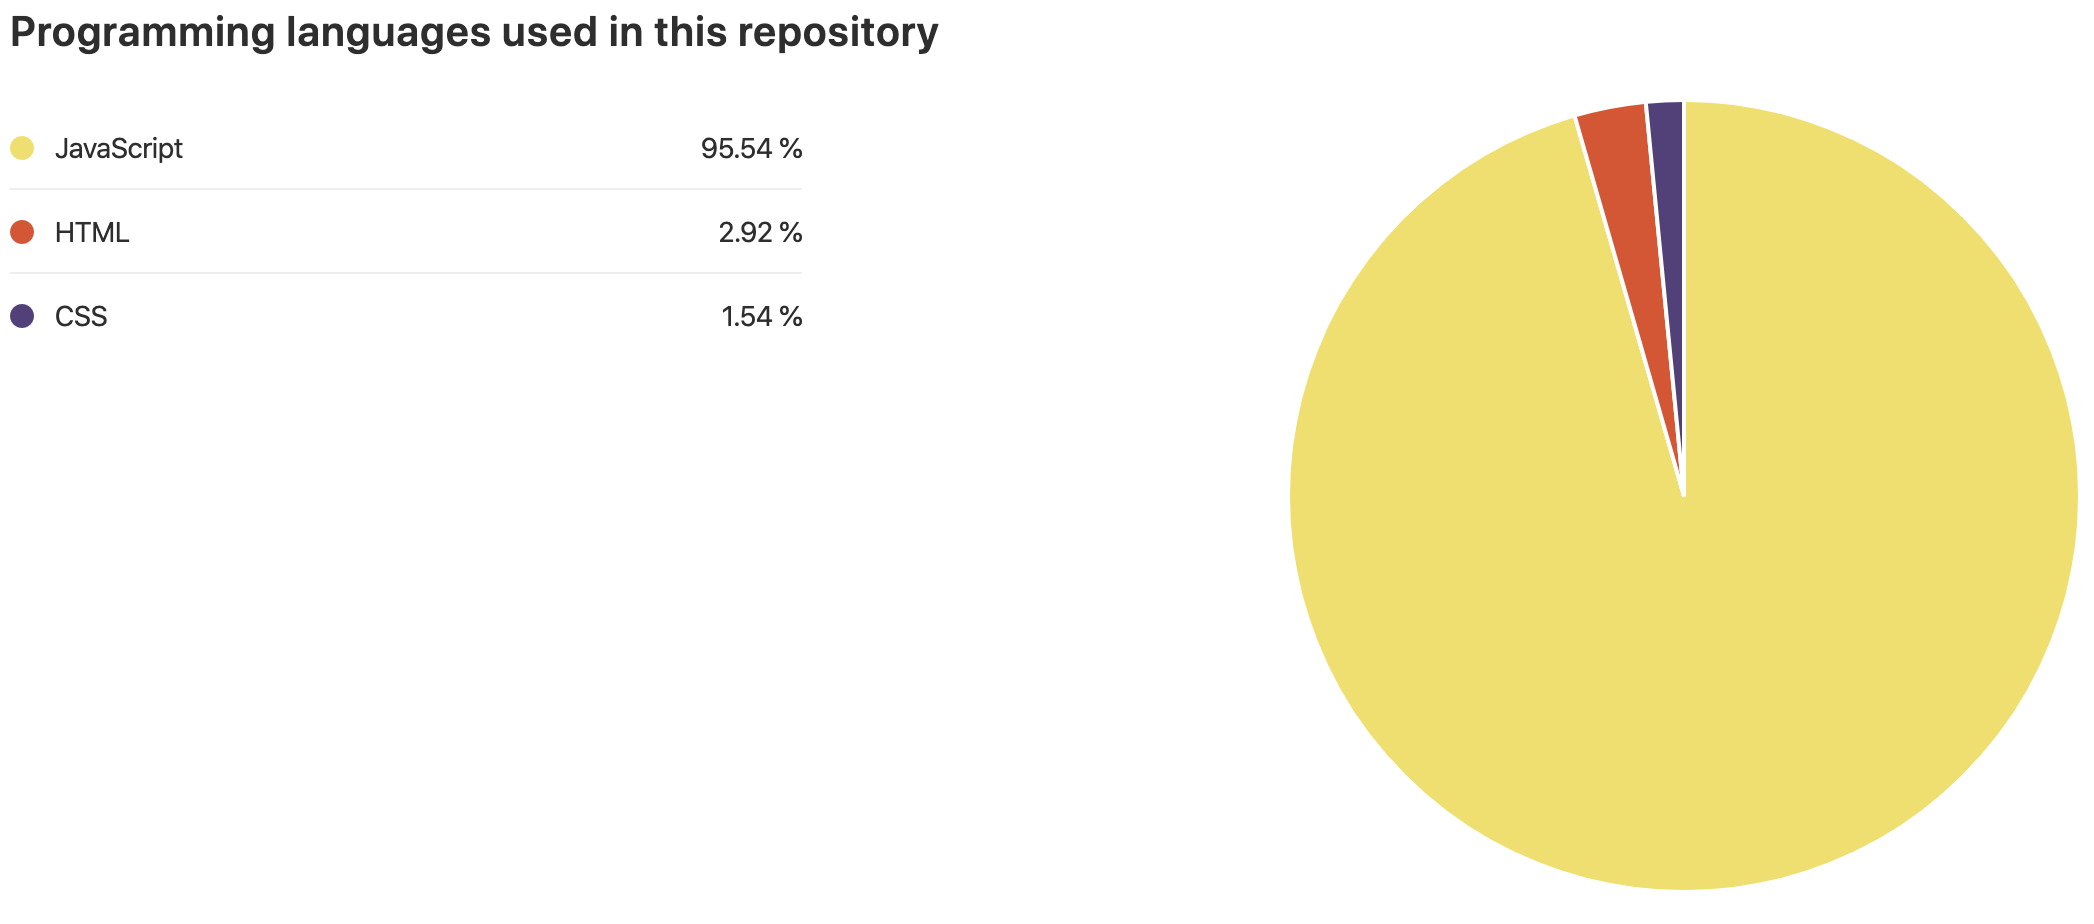 Programming languages used in this repository
JavaScript 95.54 %
HTML 2.92 %
CSS 1.54 %